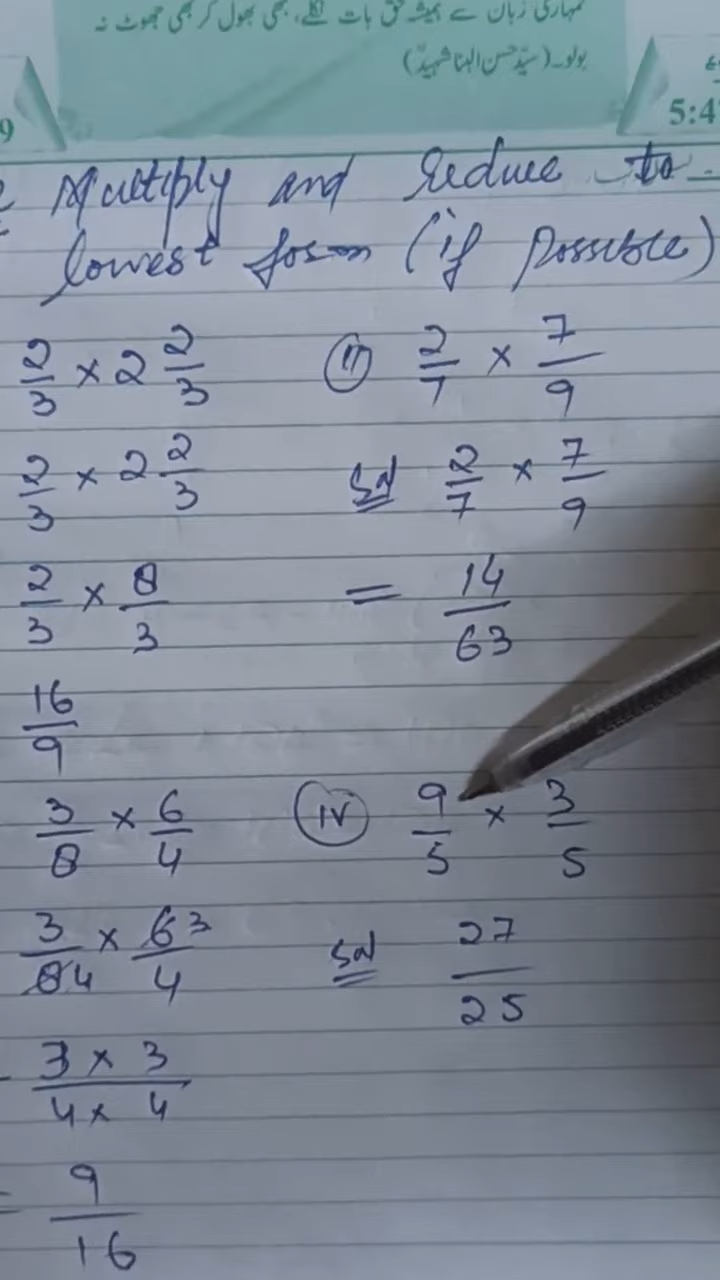 تمہاری زبان سے ہمیشہ حق بات نکلے، کبھی بھول کر بھی جھوٹ نہ
بولو۔ (سیّد حسن البنا شہیدؒ)
9
5:4
Multiply and reduce to
lowest form (if possible)
2/3 × 2 2/3
(ii) 2/7 × 7/9
2/3 × 2 2/3
Sol 2/7 × 7/9
2/3 × 8/3
= 14/63
16/9
3/8 × 6/4
(iv) 9/5 × 3/5
3/8 4 × 6 3/4
Sol 27/25
3 × 3/4 × 4
= 9/16